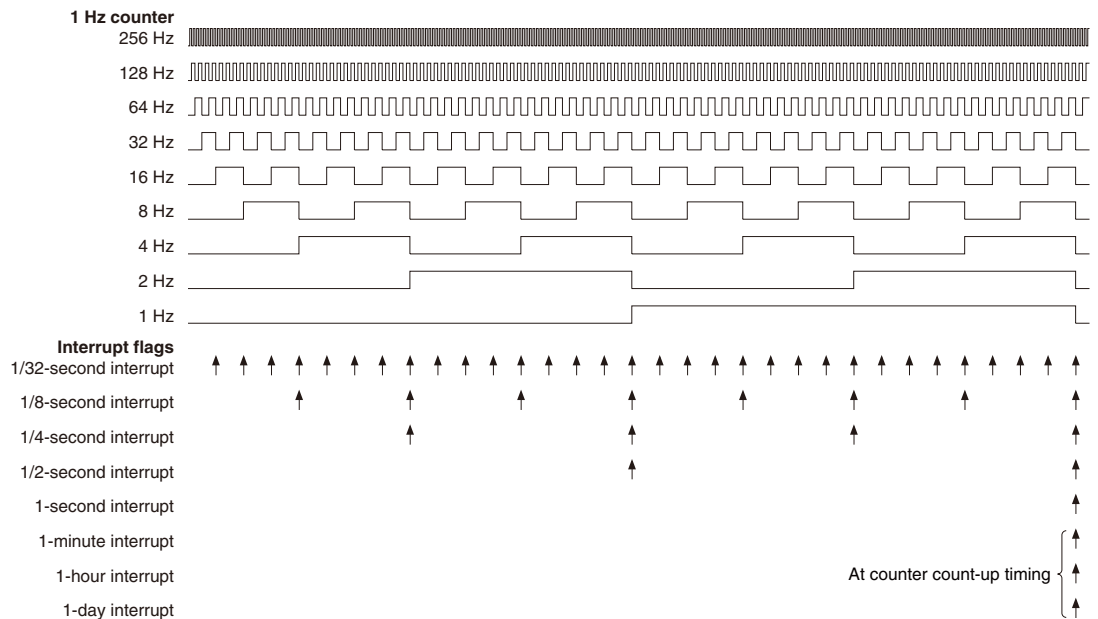 1 Hz counter
256 Hz
128 Hz
64 Hz
32 Hz
16 Hz
8 Hz
4 Hz
2 Hz
1 Hz
Interrupt flags
1/32-second interrupt
1/8-second interrupt
1/4-second interrupt
1/2-second interrupt
1-second interrupt
1-minute interrupt
1-hour interrupt
At counter count-up timing
1-day interrupt